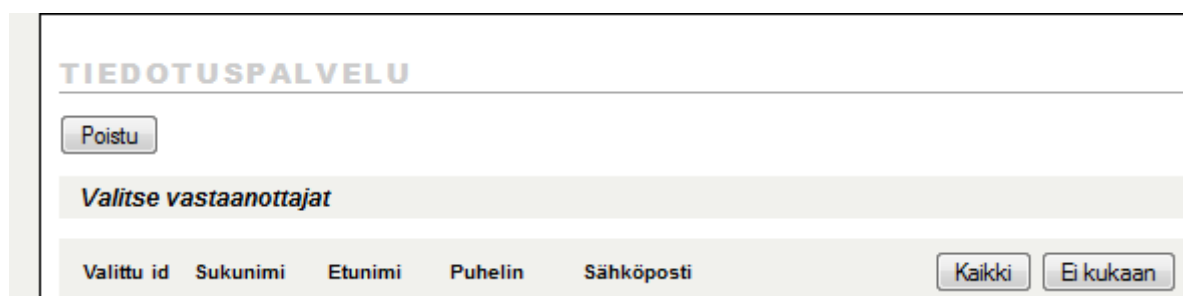 TIEDOTUSPALVELU
Poistu
Valitse vastaanottajat
Valittu id Sukunimi Etunimi Puhelin Sähköposti Kaikki Ei kukaan